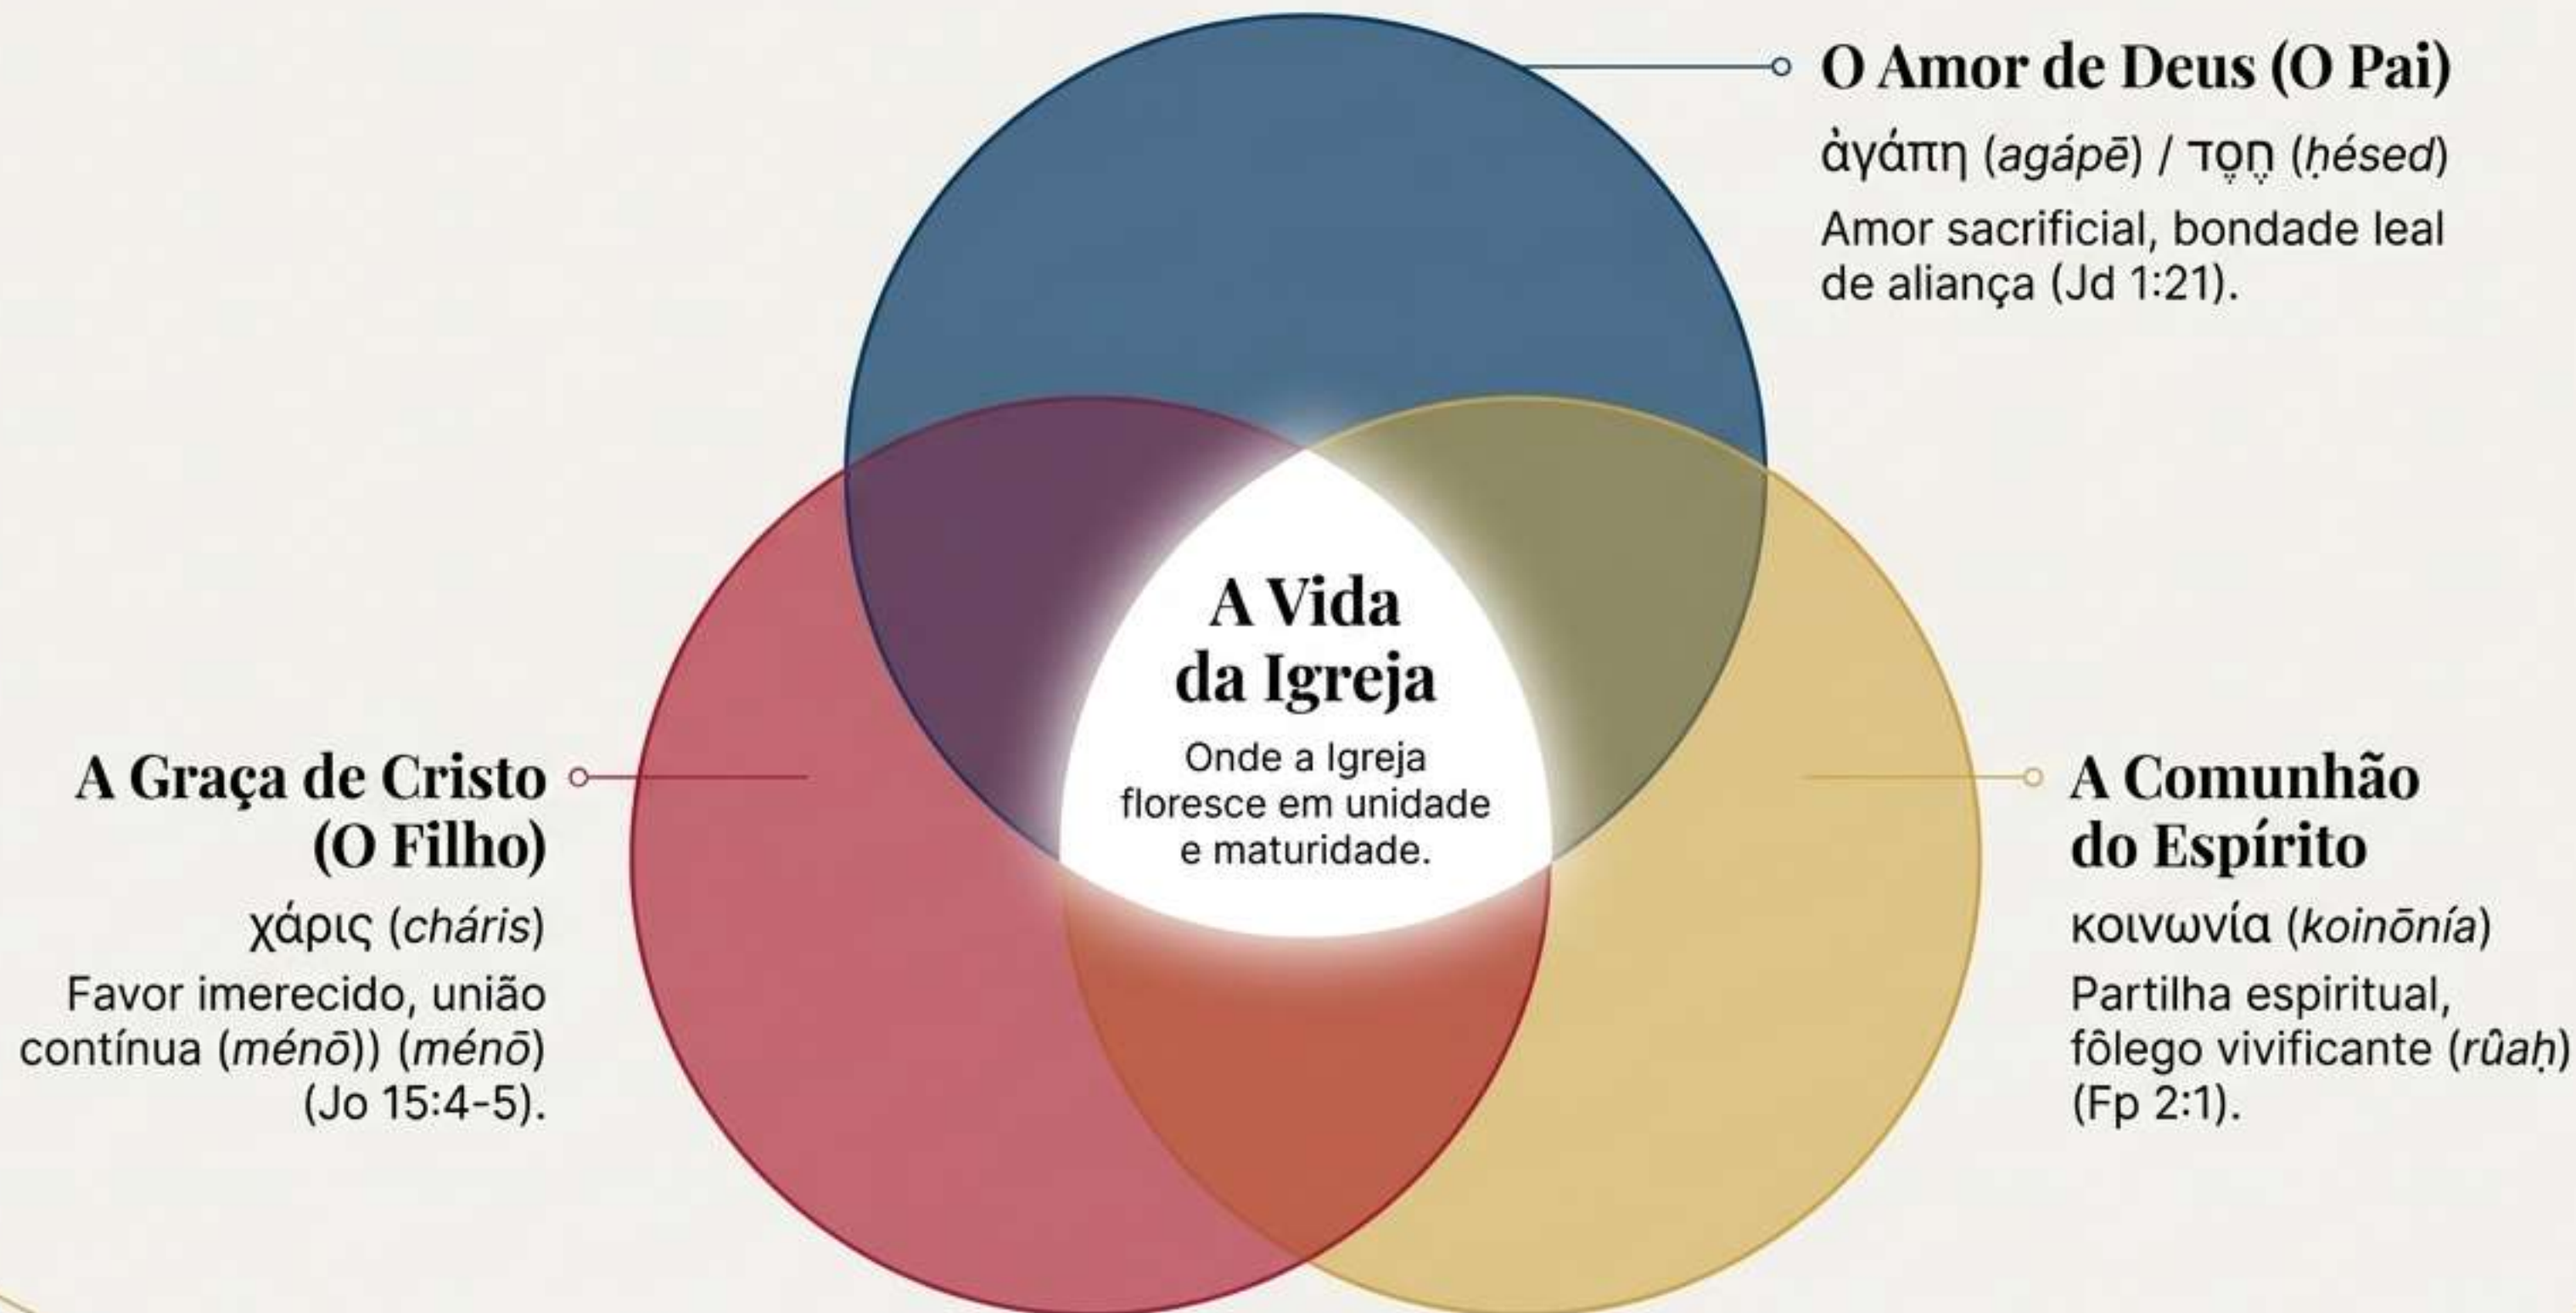 O Amor de Deus (O Pai)
ἀγάπη (agápē) / חֶסֶד (ḥésed)
Amor sacrificial, bondade leal
de aliança (Jd 1:21).
A Vida
da Igreja
Onde a Igreja
floresce em unidade
e maturidade.
A Graça de Cristo
(O Filho)
χάρις (cháris)
Favor imerecido, união
contínua (ménō)) (ménō)
(Jo 15:4-5).
A Comunhão
do Espírito
κοινωνία (koinōnía)
Partilha espiritual,
fôlego vivificante (rûaḥ)
(Fp 2:1).